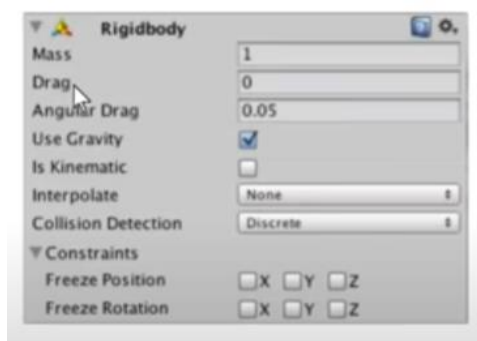 Rigidbody
Mass 1
Drag 0
Angular Drag 0.05
Use Gravity
Is Kinematic
Interpolate None
Collision Detection Discrete
Constraints
Freeze Position X Y Z
Freeze Rotation X Y Z